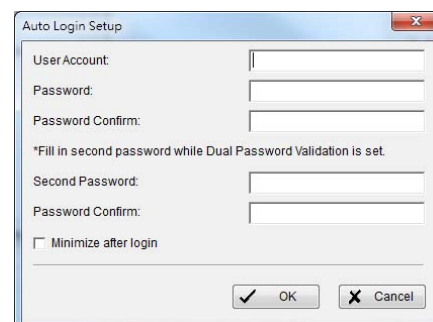 Auto Login Setup
User Account:
Password:
Password Confirm:
*Fill in second password while Dual Password Validation is set.
Second Password:
Password Confirm:
Minimize after login
OK
Cancel